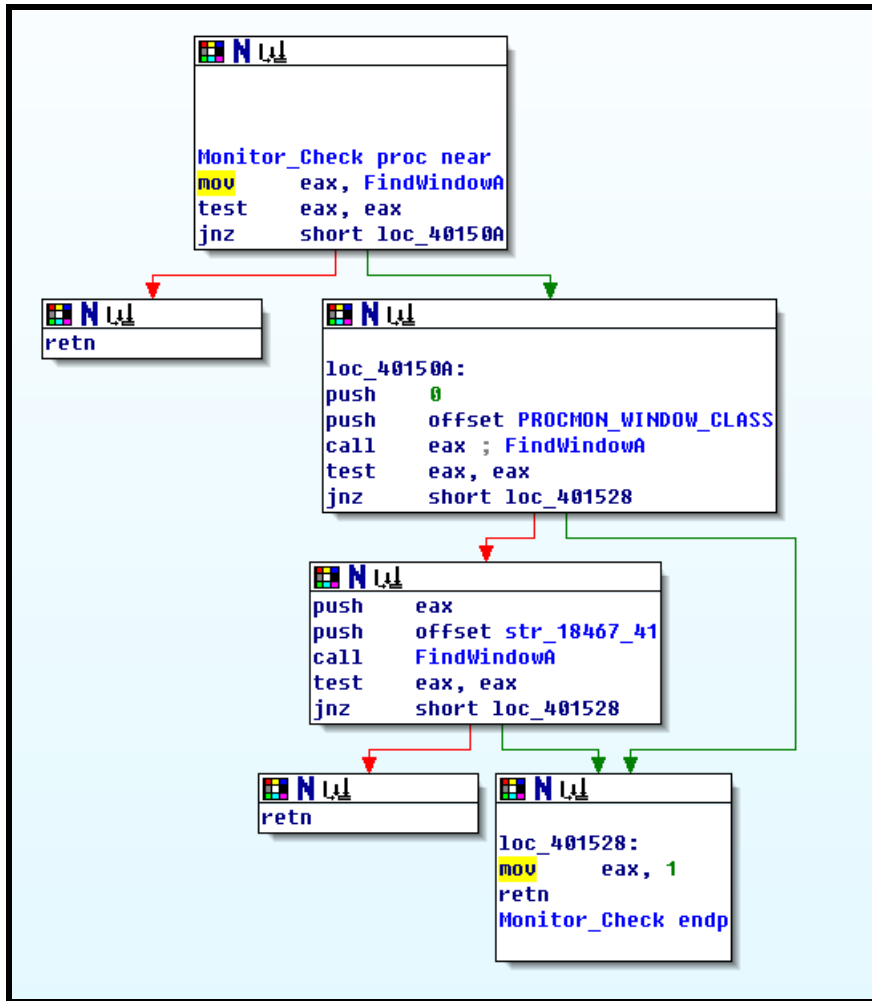 N
Monitor_Check proc near
mov eax, FindWindowA
test eax, eax
jnz short loc_40150A
N
retn
N
loc_40150A:
push 0
push offset PROCMON_WINDOW_CLASS
call eax ; FindWindowA
test eax, eax
jnz short loc_401528
N
push eax
push offset str_18467_41
call FindWindowA
test eax, eax
jnz short loc_401528
N
retn
N
loc_401528:
mov eax, 1
retn
Monitor_Check endp